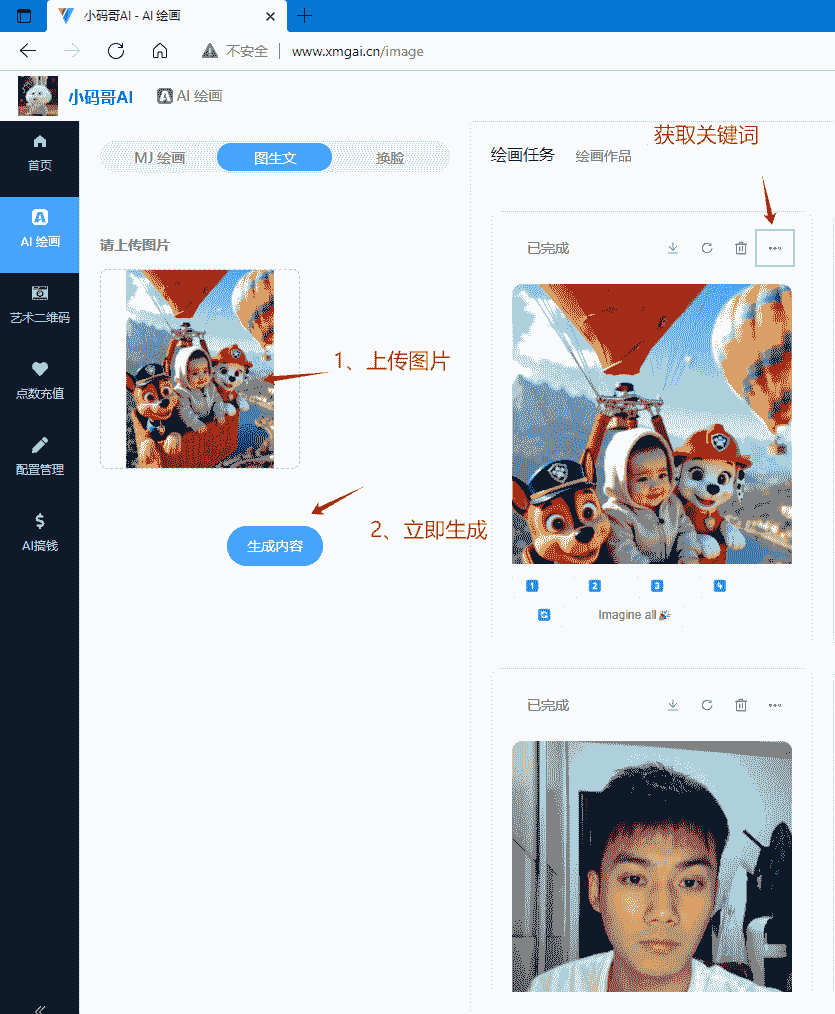 小码哥AI - AI 绘画
不安全
www.xmgai.cn/image
小码哥AI
AI 绘画
首页
AI 绘画
艺术二维码
点数充值
配置管理
AI搞钱
MJ 绘画
图生文
换脸
请上传图片
1、上传图片
2、立即生成
生成内容
绘画任务
绘画作品
获取关键词
已完成
1 2 3 4
Imagine all 🎉
已完成